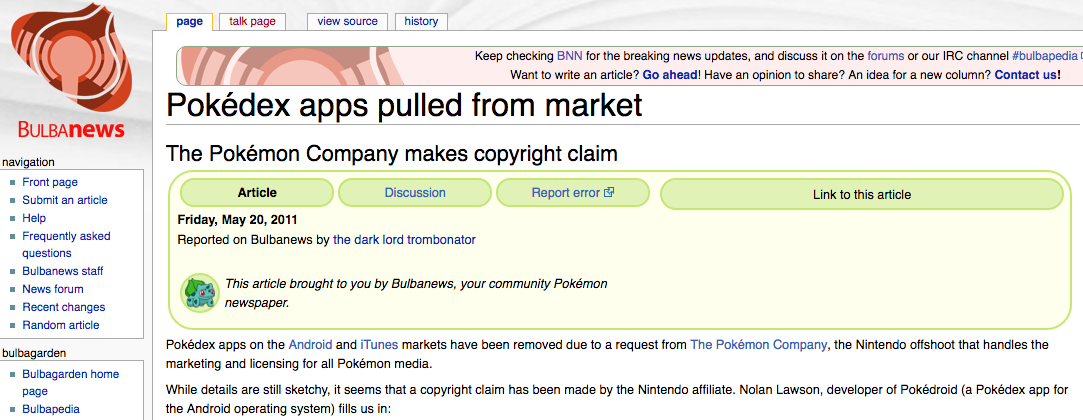 page
talk page
view source
history
Keep checking BNN for the breaking news updates, and discuss it on the forums or our IRC channel #bulbapedia
Want to write an article? Go ahead! Have an opinion to share? An idea for a new column? Contact us!
BULBAnews
Pokédex apps pulled from market
The Pokémon Company makes copyright claim
navigation
Front page
Submit an article
Help
Frequently asked
questions
Bulbanews staff
News forum
Recent changes
Random article
bulbagarden
Bulbagarden home
page
Bulbapedia
Article
Discussion
Report error
Link to this article
Friday, May 20, 2011
Reported on Bulbanews by the dark lord trombonator
This article brought to you by Bulbanews, your community Pokémon
newspaper.
Pokédex apps on the Android and iTunes markets have been removed due to a request from The Pokémon Company, the Nintendo offshoot that handles the
marketing and licensing for all Pokémon media.
While details are still sketchy, it seems that a copyright claim has been made by the Nintendo affiliate. Nolan Lawson, developer of Pokédroid (a Pokédex app for
the Android operating system) fills us in: